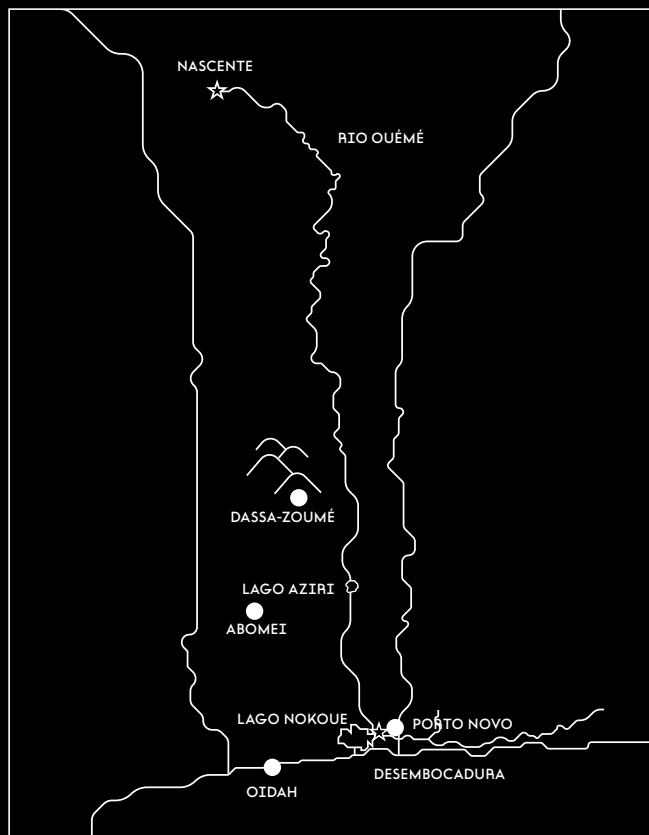 NASCENTE
RIO OUÉMÉ
DASSA-ZOUMÉ
LAGO AZIRI
ABOMEI
LAGO NOKOUE
PORTO NOVO
DESEMBOCADURA
OIDAH